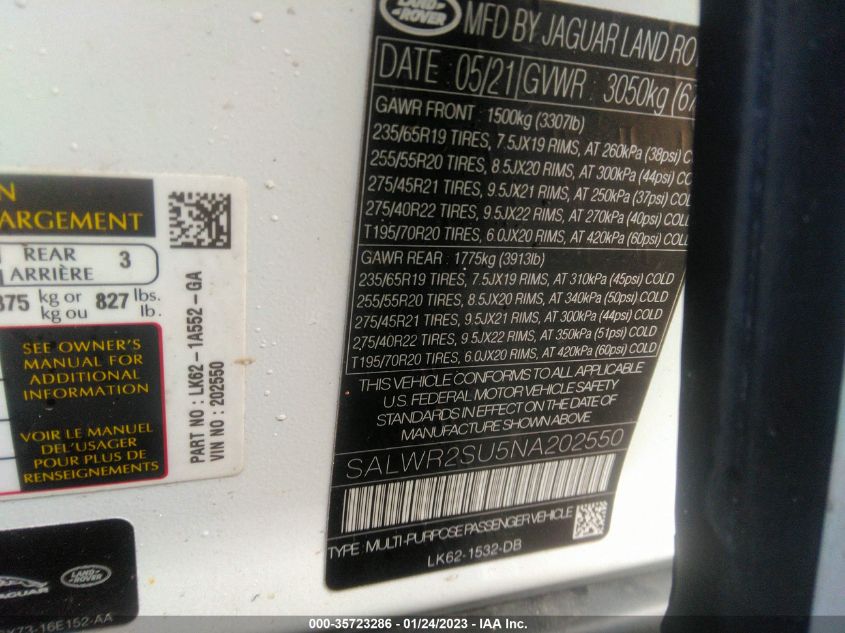 LAND ROVER
MFD BY JAGUAR LAND
DATE: 05/21 GVWR: 3050kg
GAWR FRONT: 1500kg (3307lb)
235/65R19 TIRES, 7.5JX19 RIMS, AT 260kPa (38psi)
255/55R20 TIRES, 8.5JX20 RIMS, AT 300kPa (44psi)
275/45R21 TIRES, 9.5JX21 RIMS, AT 250kPa (37psi)
275/40R22 TIRES, 9.5JX22 RIMS, AT 270kPa (40psi)
T195/70R20 TIRES, 6.0JX20 RIMS, AT 420kPa (60psi)
GAWR REAR: 1775kg (3913lb)
235/65R19 TIRES, 7.5JX19 RIMS, AT 310kPa (45psi) COLD
255/55R20 TIRES, 8.5JX20 RIMS, AT 340kPa (50psi) COLD
275/45R21 TIRES, 9.5JX21 RIMS, AT 300kPa (44psi) COLD
275/40R22 TIRES, 9.5JX22 RIMS, AT 350kPa (51psi) COLD
T195/70R20 TIRES, 6.0JX20 RIMS, AT 420kPa (60psi) COLD
THIS VEHICLE CONFORMS TO ALL APPLICABLE
U.S. FEDERAL MOTOR VEHICLE SAFETY
STANDARDS IN EFFECT ON THE DATE OF
MANUFACTURE SHOWN ABOVE
SALWR2SU5NA202550
TYPE: MULTI-PURPOSE PASSENGER VEHICLE
LK62-1532-DB
REAR 3
ARRIÈRE
kg or 827 lbs.
kg ou lb.
SEE OWNER'S
MANUAL FOR
ADDITIONAL
INFORMATION
VOIR LE MANUEL
DEL'USAGER
POUR PLUS DE
RENSEIGNEMENTS
PART NO: LK62-1A552-GA
VIN NO: 202550
JAGUAR
LAND ROVER
000-35723286 - 01/24/2023 - IAA Inc.